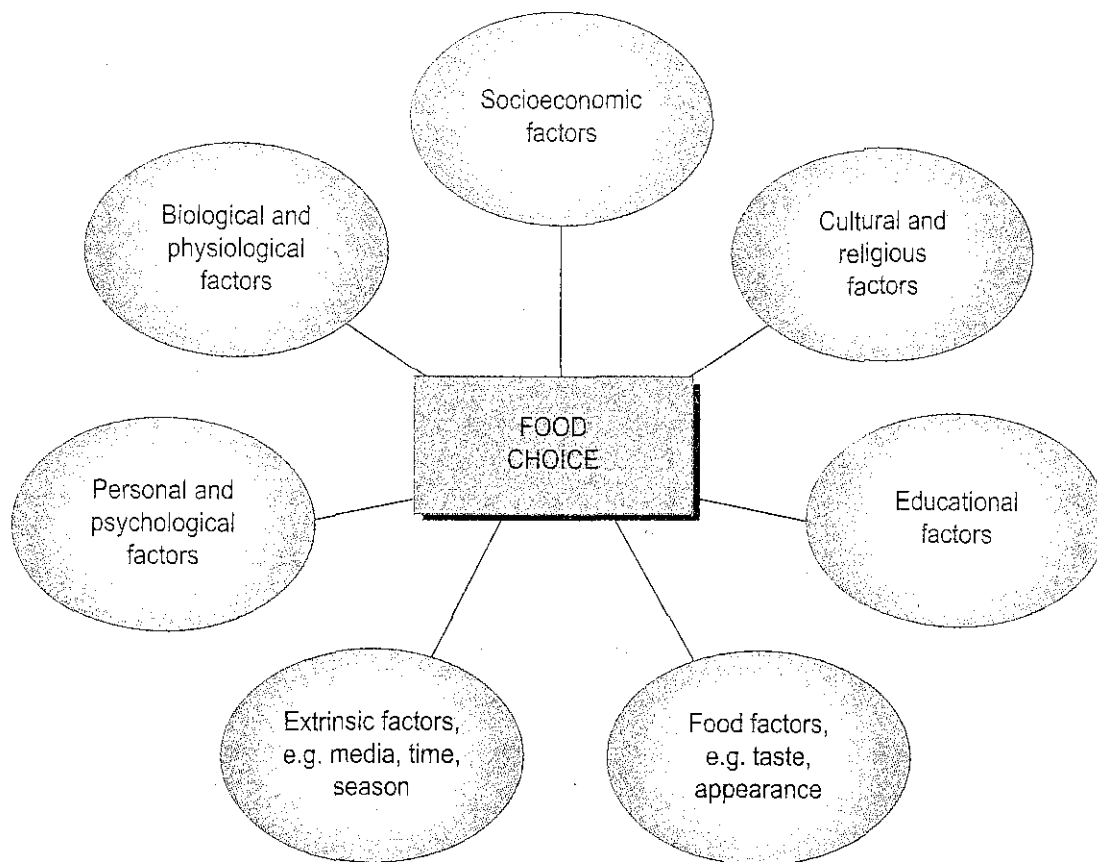 Socioeconomic
factors
Biological and
physiological
factors
Cultural and
religious
factors
FOOD
CHOICE
Personal and
psychological
factors
Educational
factors
Extrinsic factors,
e.g. media, time,
season
Food factors,
e.g. taste,
appearance